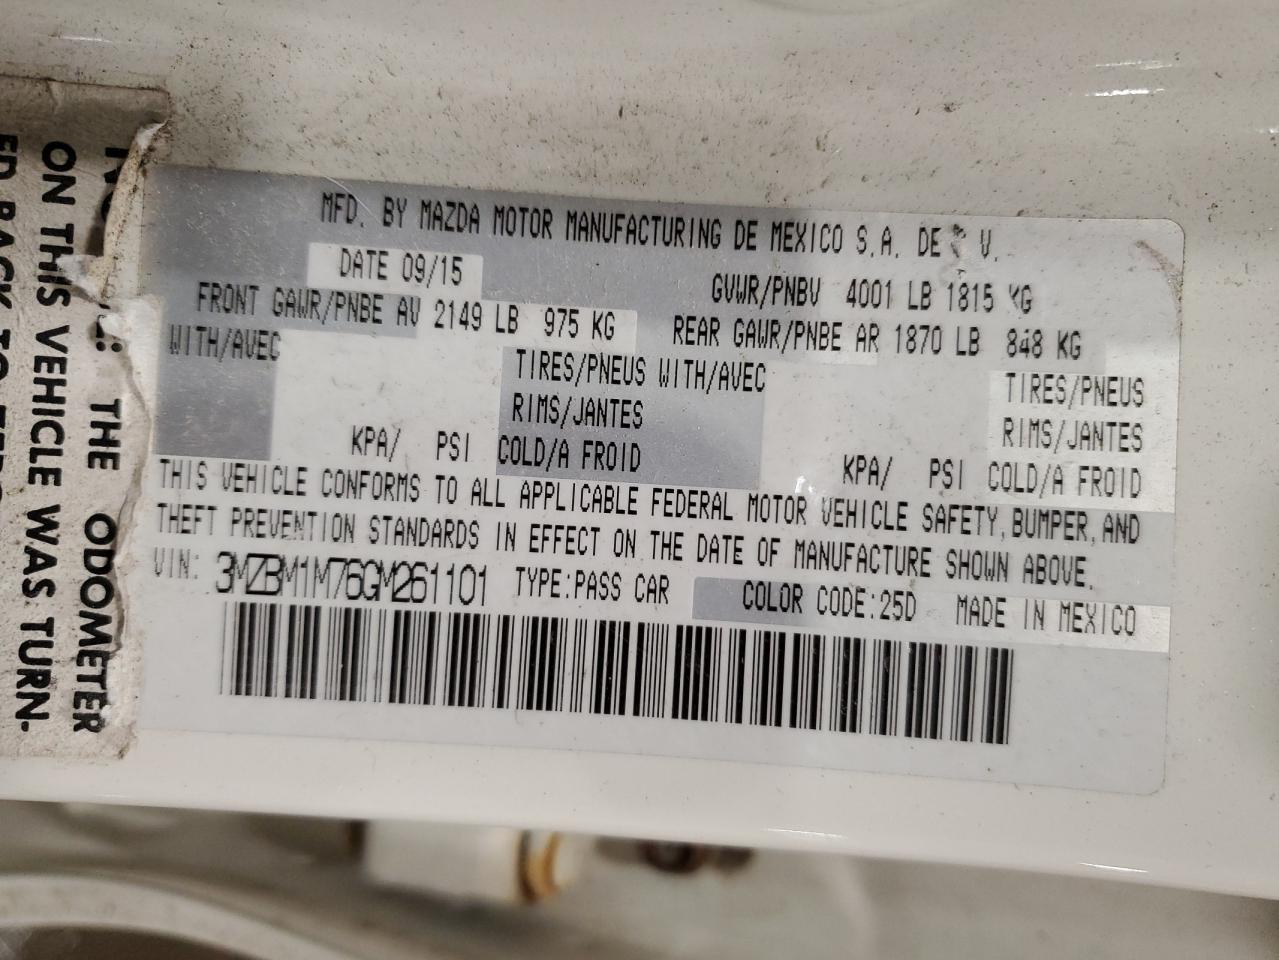 MFD. BY MAZDA MOTOR MANUFACTURING DE MEXICO S.A. DE V.
DATE 09/15 GVWR/PNBV 4001 LB 1815 KG
FRONT GAWR/PNBE AV 2149 LB 975 KG REAR GAWR/PNBE AR 1870 LB 848 KG
WITH/AVEC TIRES/PNEUS WITH/AVEC TIRES/PNEUS
RIMS/JANTES RIMS/JANTES
KPA/ PSI COLD/A FROID KPA/ PSI COLD/A FROID
THIS VEHICLE CONFORMS TO ALL APPLICABLE FEDERAL MOTOR VEHICLE SAFETY, BUMPER, AND
THEFT PREVENTION STANDARDS IN EFFECT ON THE DATE OF MANUFACTURE SHOWN ABOVE.
VIN: 3MZBM1M76GM261101 TYPE:PASS CAR COLOR CODE:25D MADE IN MEXICO
THE ODOMETER
ON THIS VEHICLE WAS TURN-
ED BACK TO